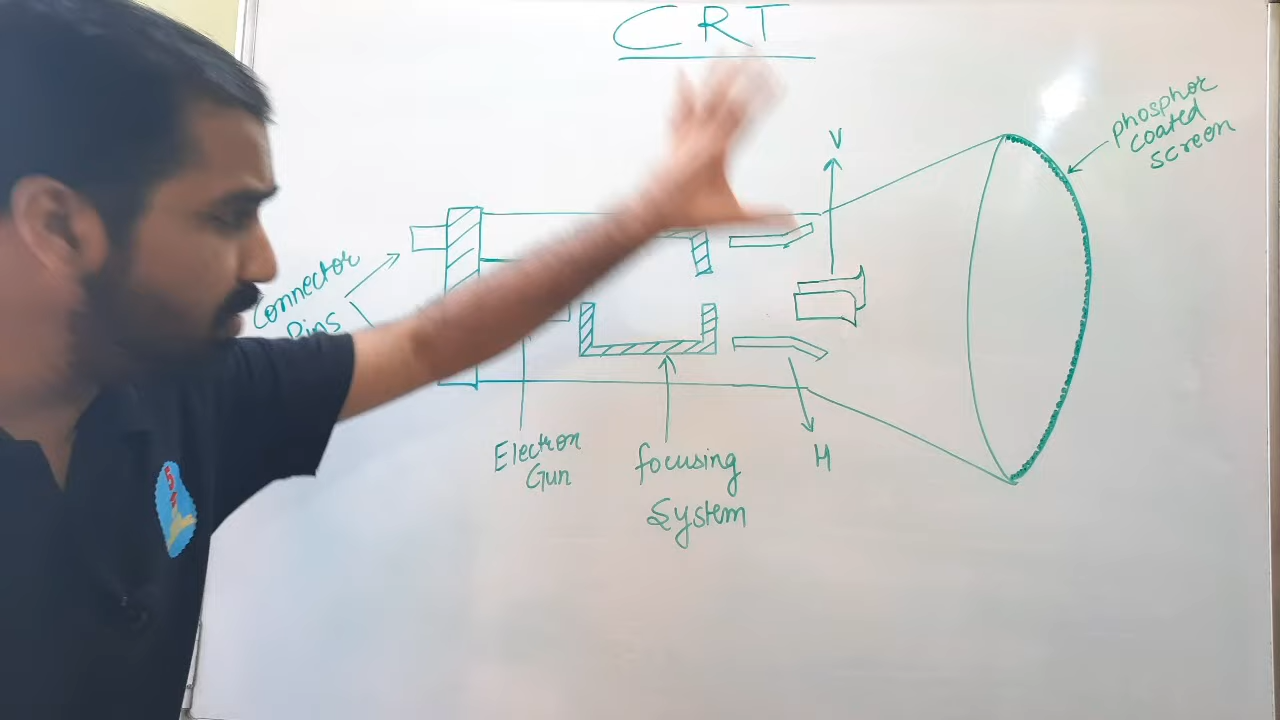 CRT
phosphor
coated
screen
V
Connector
Pins
Electron
Gun
focusing
System
H